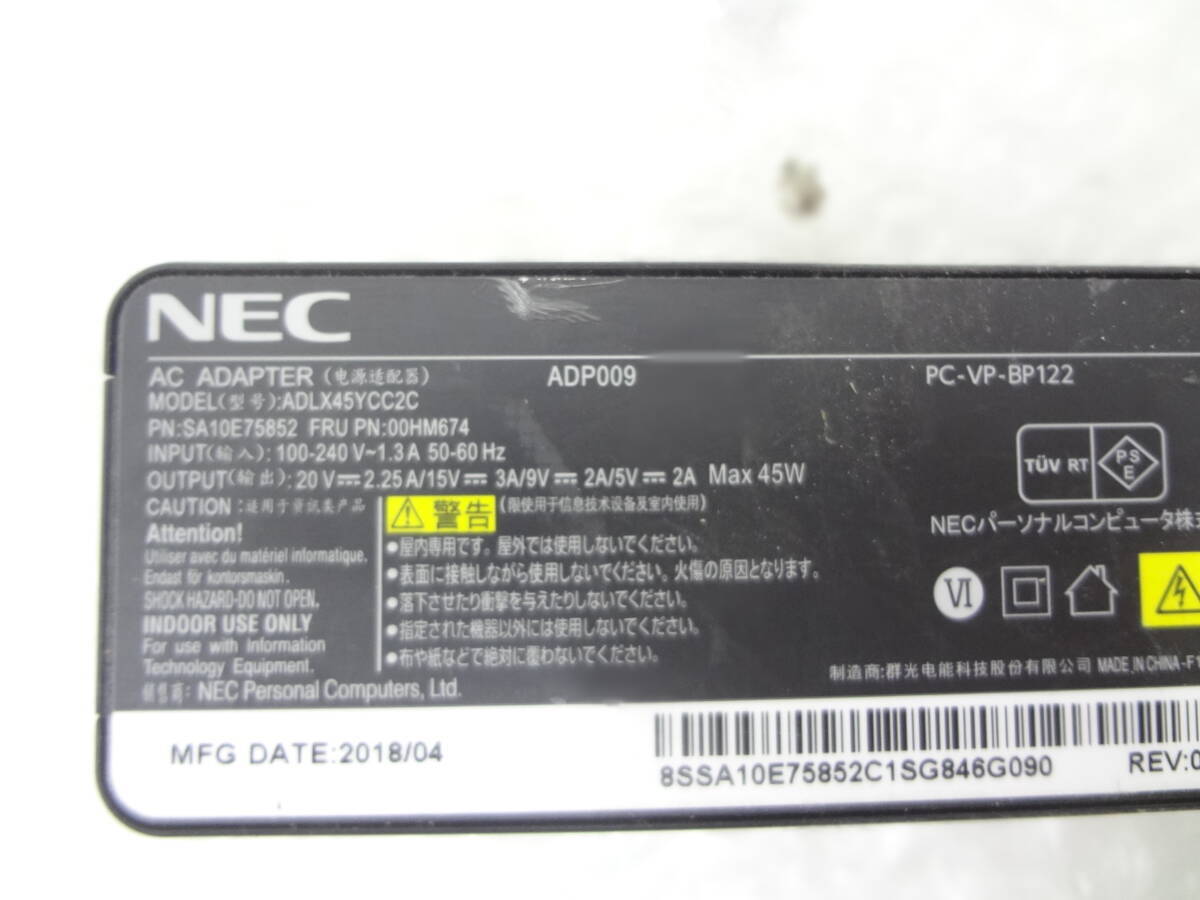 NEC
AC ADAPTER (电源适配器) ADP009 PC-VP-BP122
MODEL(型号):ADLX45YCC2C
PN:SA10E75852 FRU PN:00HM674
INPUT(输入): 100-240 V~1.3 A 50-60 Hz
OUTPUT(输出): 20 V⎓2.25 A/15V⎓ 3A/9V⎓ 2A/5V⎓ 2A Max 45W
TÜV RT PSE
CAUTION :适用于資訊类产品
⚠警告 (限使用于信息技术设备及室内使用)
NECパーソナルコンピュータ株
Attention!
Utiliser avec du matériel informatique.
Endast för kontorsmaskin.
SHOCK HAZARD-DO NOT OPEN.
INDOOR USE ONLY
For use with Information
Technology Equipment.
●屋内専用です。屋外では使用しないでください。
●表面に接触しながら使用しないでください。火傷の原因となります。
●落下させたり衝撃を与えたりしないでください。
●指定された機器以外には使用しないでください。
●布や紙などで絶対に覆わないでください。
VI
制造商:群光电能科技股份有限公司 MADE IN CHINA-F
銷售商: NEC Personal Computers, Ltd.
MFG DATE:2018/04
8SSA10E75852C1SG846G090
REV:0